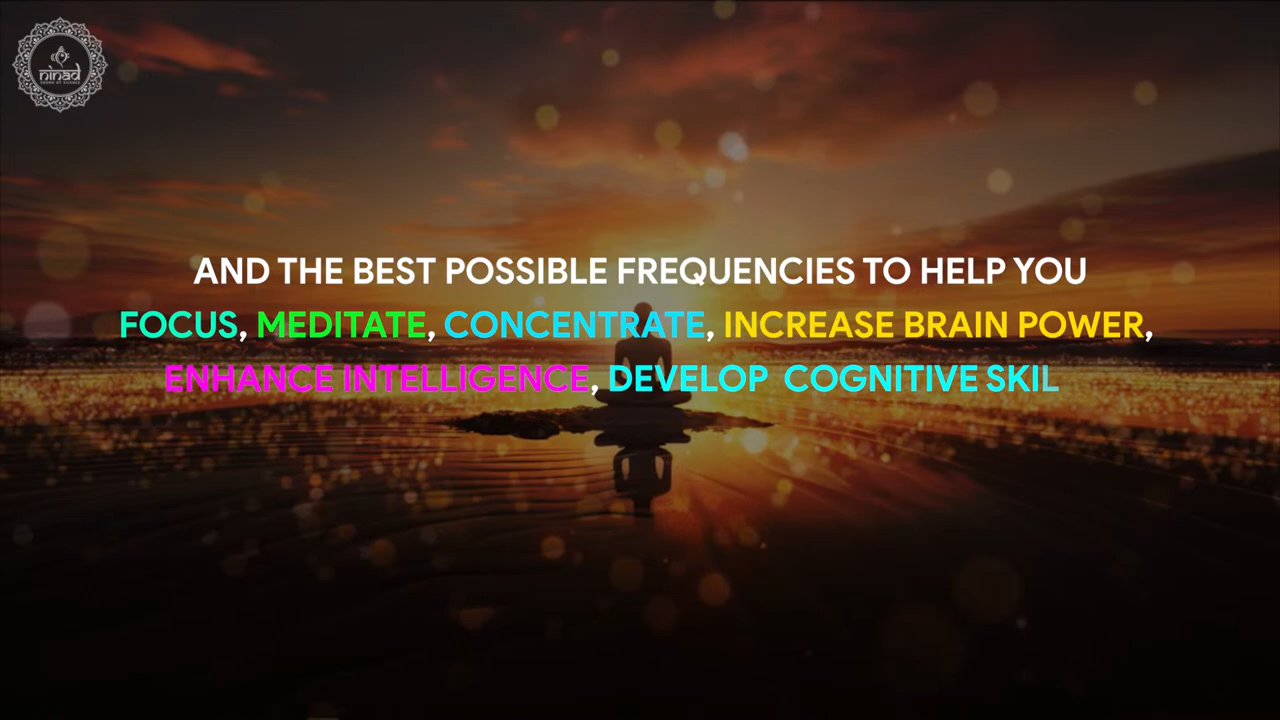 ninad
AND THE BEST POSSIBLE FREQUENCIES TO HELP YOU
FOCUS, MEDITATE, CONCENTRATE, INCREASE BRAIN POWER,
ENHANCE INTELLIGENCE, DEVELOP COGNITIVE SKIL